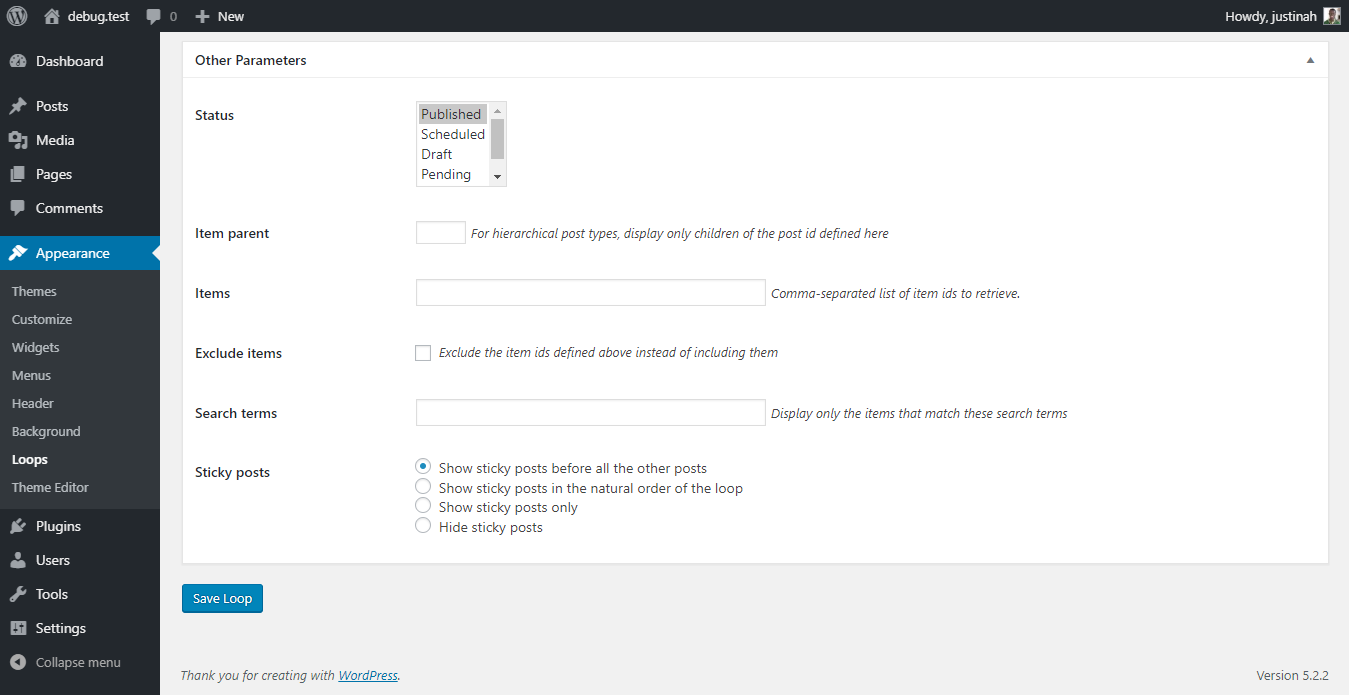 debug.test 0 New Howdy, justinah
Dashboard
Posts
Media
Pages
Comments
Appearance
Themes
Customize
Widgets
Menus
Header
Background
Loops
Theme Editor
Plugins
Users
Tools
Settings
Collapse menu
Other Parameters
Status
Published
Scheduled
Draft
Pending
Item parent For hierarchical post types, display only children of the post id defined here
Items Comma-separated list of item ids to retrieve.
Exclude items Exclude the item ids defined above instead of including them
Search terms Display only the items that match these search terms
Sticky posts Show sticky posts before all the other posts
Show sticky posts in the natural order of the loop
Show sticky posts only
Hide sticky posts
Save Loop
Thank you for creating with WordPress. Version 5.2.2